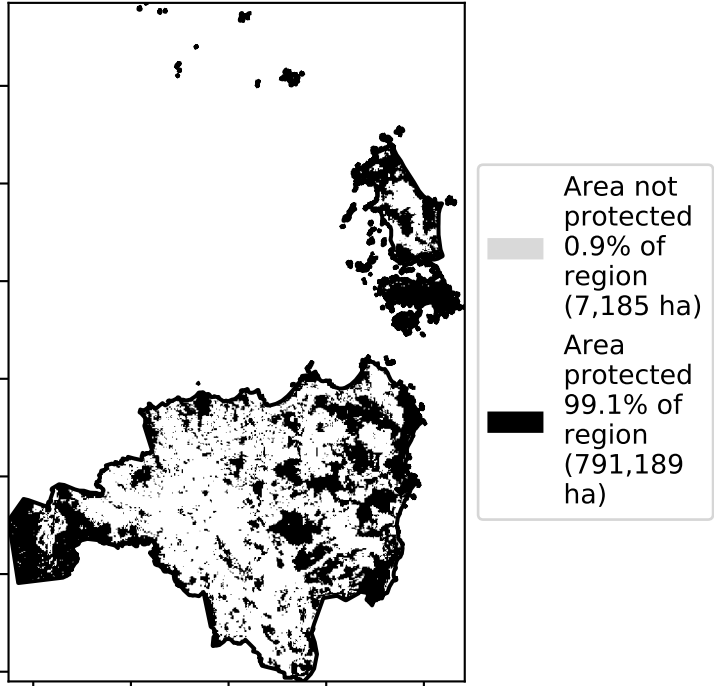 Area not
protected
0.9% of
region
(7,185 ha)
Area
protected
99.1% of
region
(791,189
ha)